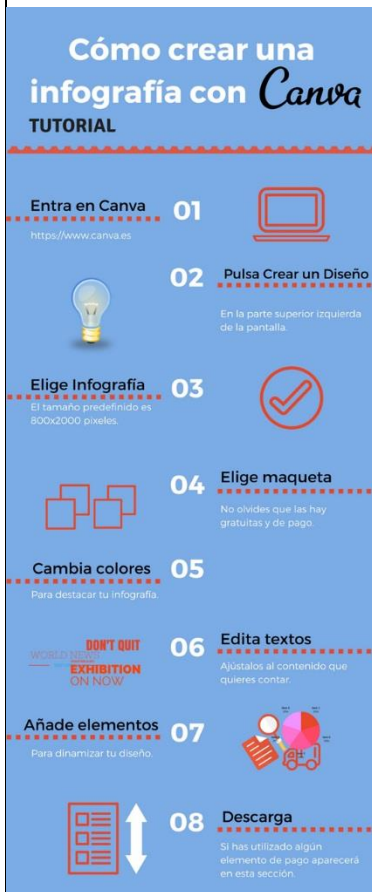 Cómo crear una
infografía con Canva
TUTORIAL
Entra en Canva
01
https://www.canva.es
02
Pulsa Crear un Diseño
En la parte superior izquierda
de la pantalla.
Elige Infografía
03
El tamaño predefinido es
800x2000 pixeles.
04
Elige maqueta
No olvides que las hay
gratuitas y de pago.
Cambia colores
05
Para destacar tu infografía.
DON'T QUIT
WORLD NEWS
EXHIBITION
ON NOW
06
Edita textos
Ajústalos al contenido que
quieres contar.
Añade elementos
07
Para dinamizar tu diseño.
08
Descarga
Si has utilizado algún
elemento de pago aparecerá
en esta sección.